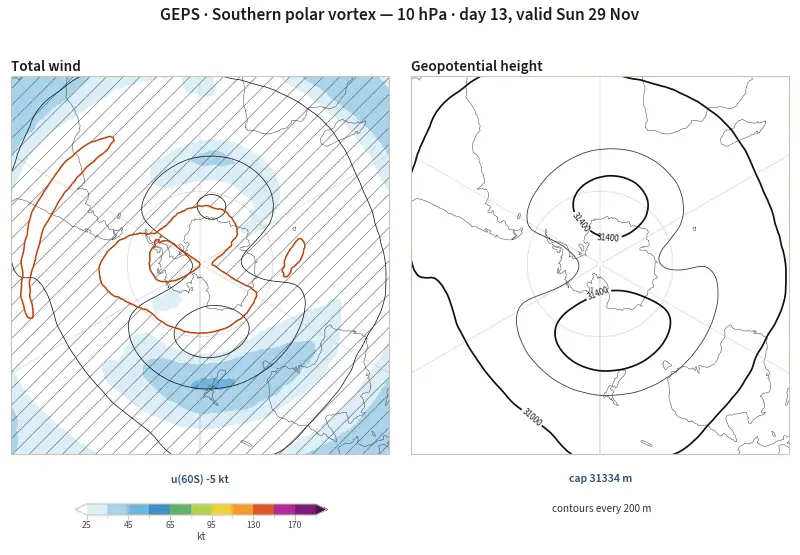 GEPS · Southern polar vortex — 10 hPa · day 13, valid Sun 29 Nov
Total wind
Geopotential height
31400
31400
31400
31000
u(60S) -5 kt
cap 31334 m
contours every 200 m
25 45 65 95 130 170
kt